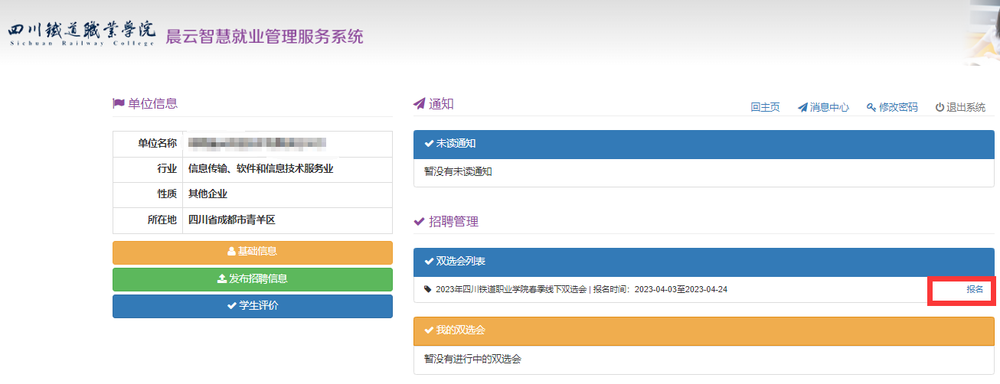 四川鐵道職業學院
Sichuan Railway College
晨云智慧就业管理服务系统
单位信息
单位名称
行业 信息传输、软件和信息技术服务业
性质 其他企业
所在地 四川省成都市青羊区
基础信息
发布招聘信息
学生评价
通知
回主页 消息中心 修改密码 退出系统
未读通知
暂没有未读通知
招聘管理
双选会列表
2023年四川铁道职业学院春季线下双选会 | 报名时间：2023-04-03至2023-04-24 报名
我的双选会
暂没有进行中的双选会